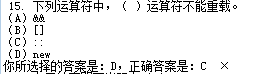 15. 下列运算符中，（ ）运算符不能重载。
(A) &&
(B) []
(C) ::
(D) new
你所选择的答案是：D，正确答案是：C ×